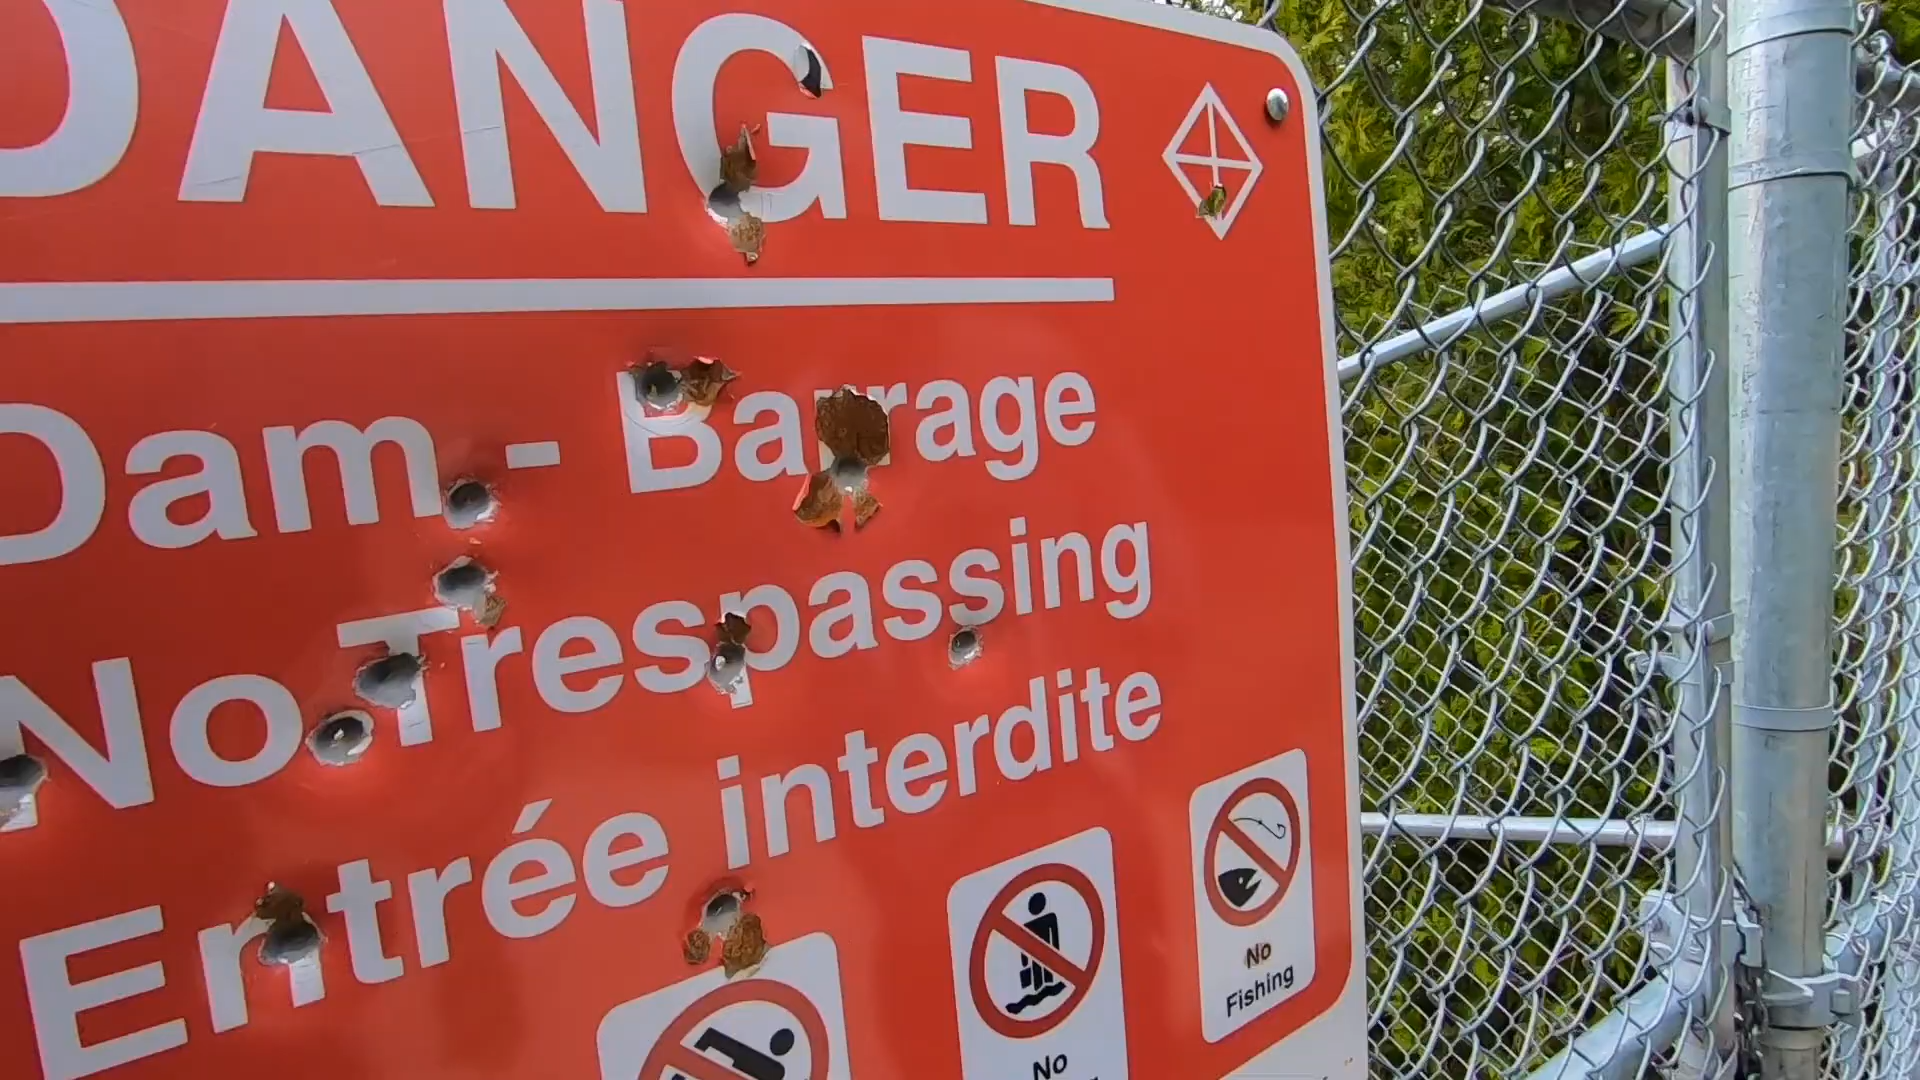 DANGER
Dam - Barrage
No Trespassing
Entrée interdite
No
Fishing
No